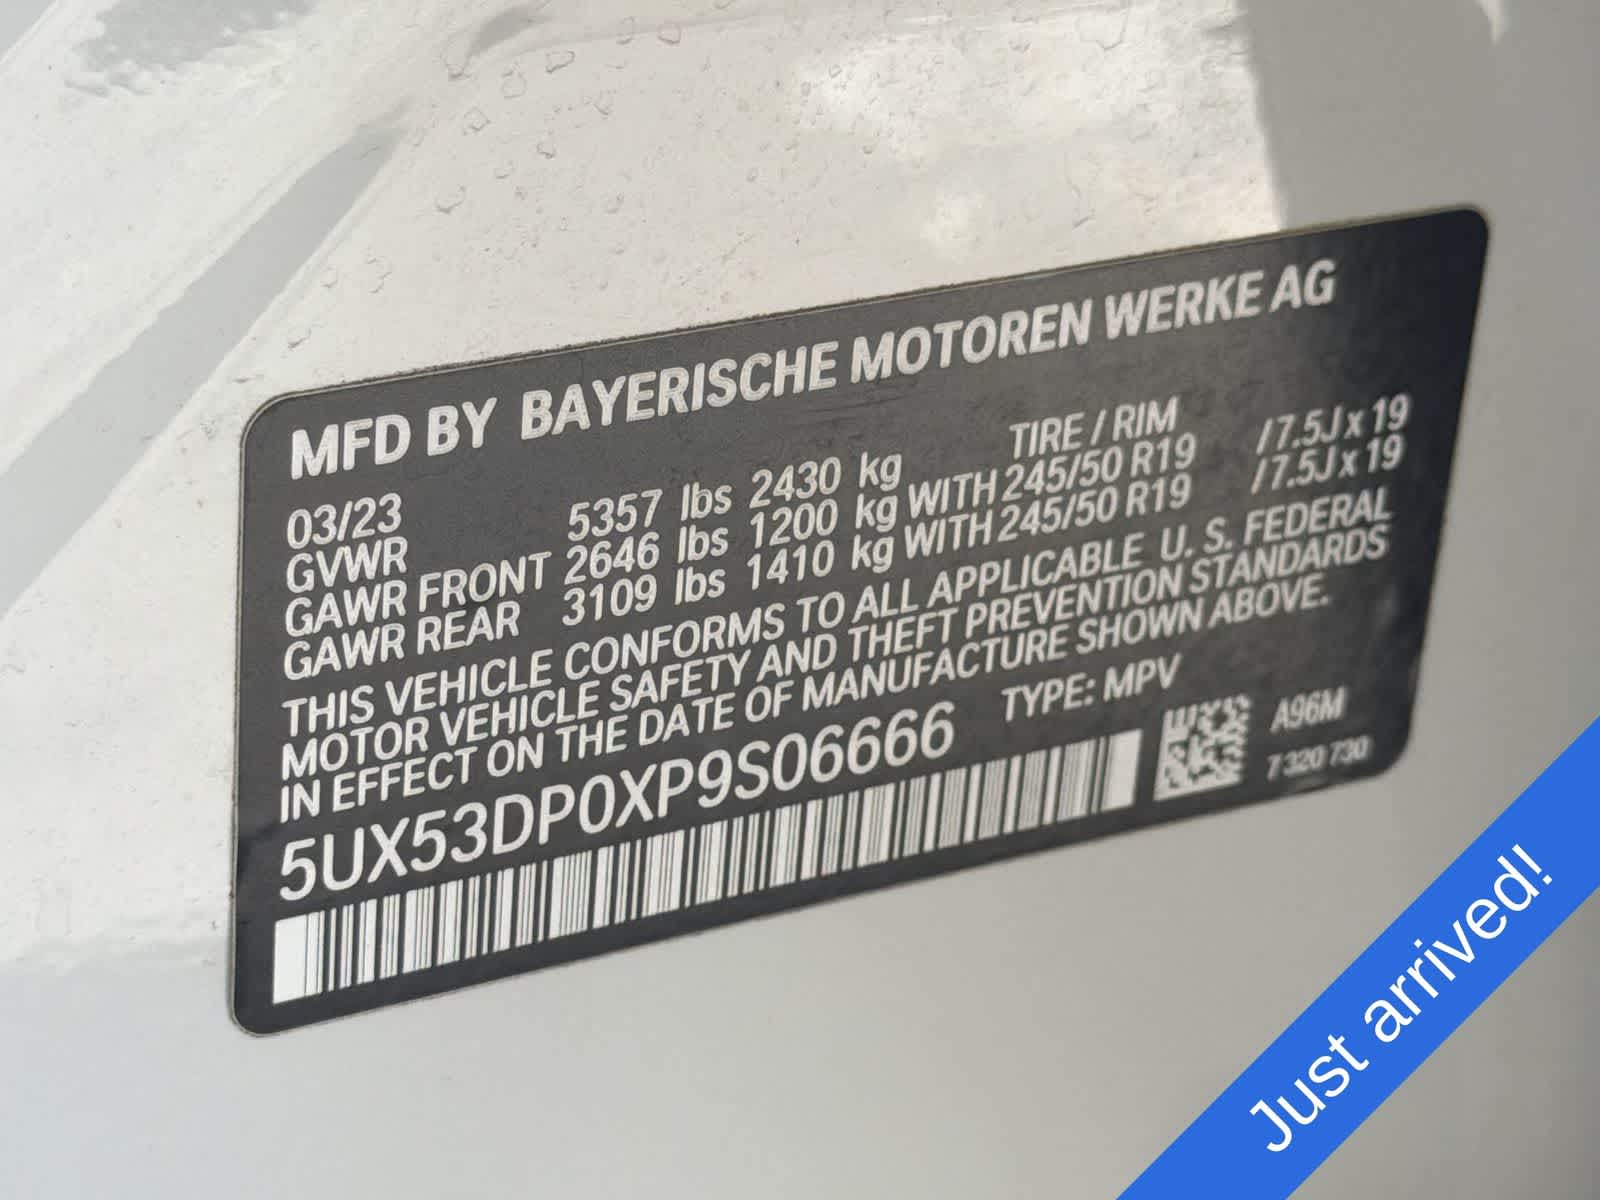 MFD BY BAYERISCHE MOTOREN WERKE AG
03/23 TIRE / RIM
GVWR 5357 lbs 2430 kg
GAWR FRONT 2646 lbs 1200 kg WITH 245/50 R19 / 7.5J x 19
GAWR REAR 3109 lbs 1410 kg WITH 245/50 R19 / 7.5J x 19
THIS VEHICLE CONFORMS TO ALL APPLICABLE U. S. FEDERAL
MOTOR VEHICLE SAFETY AND THEFT PREVENTION STANDARDS
IN EFFECT ON THE DATE OF MANUFACTURE SHOWN ABOVE.
5UX53DP0XP9S06666 TYPE: MPV
A96M
7 320 730
Just arrived!